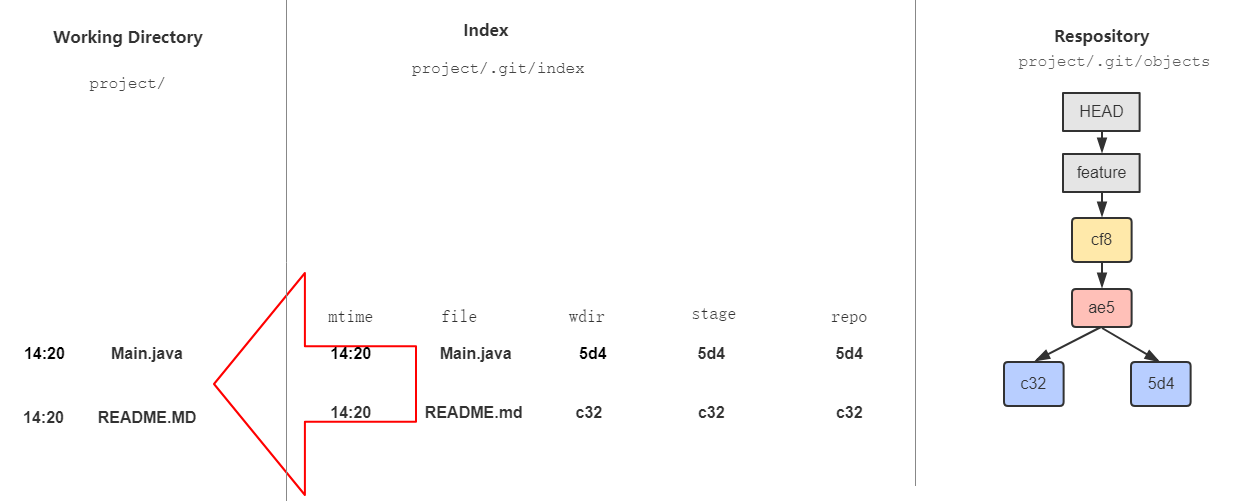 Working Directory
project/
Index
project/.git/index
Respository
project/.git/objects
HEAD
feature
cf8
ae5
c32 5d4
mtime file wdir stage repo
14:20 Main.java 14:20 Main.java 5d4 5d4 5d4
14:20 README.MD 14:20 README.md c32 c32 c32